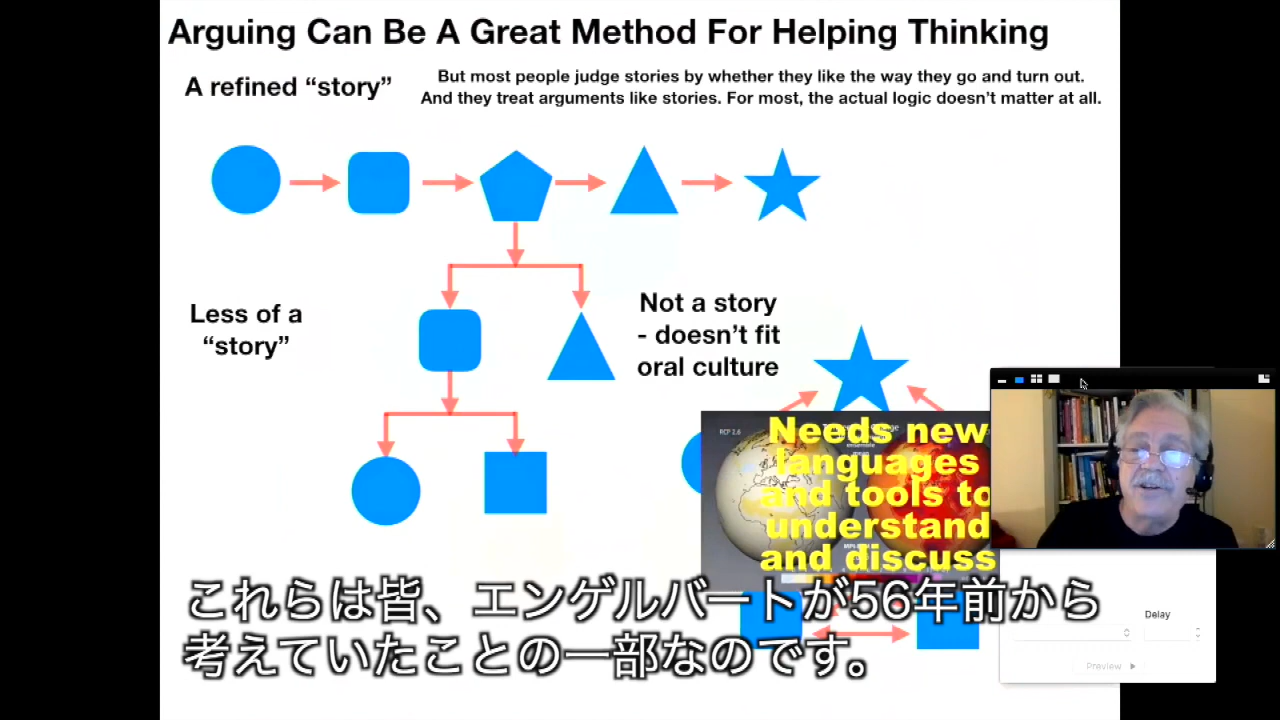 Arguing Can Be A Great Method For Helping Thinking
A refined “story”
But most people judge stories by whether they like the way they go and turn out.
And they treat arguments like stories. For most, the actual logic doesn’t matter at all.
Less of a
“story”
Not a story
- doesn’t fit
oral culture
RCP 2.6
Needs new
languages
and tools to
understand
and discuss
Delay
Preview
これらは皆、エンゲルバートが56年前から
考えていたことの一部なのです。